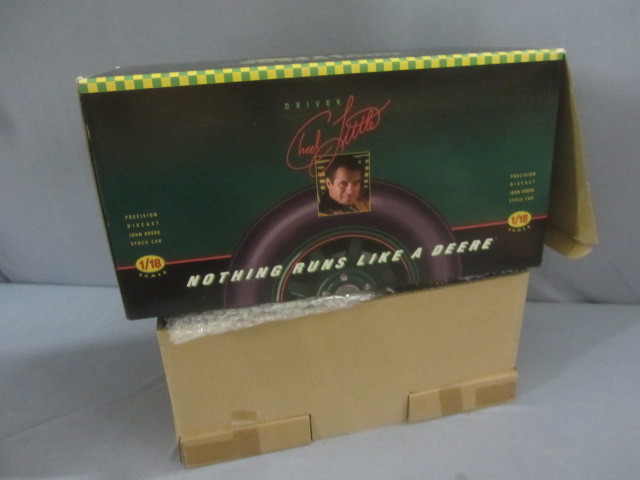 DRIVER
Chad Little
PRECISION
DIECAST
JOHN DEERE
STOCK CAR
1/18
SCALE
PRECISION
DIECAST
JOHN DEERE
STOCK CAR
1/18
SCALE
NOTHING RUNS LIKE A DEERE